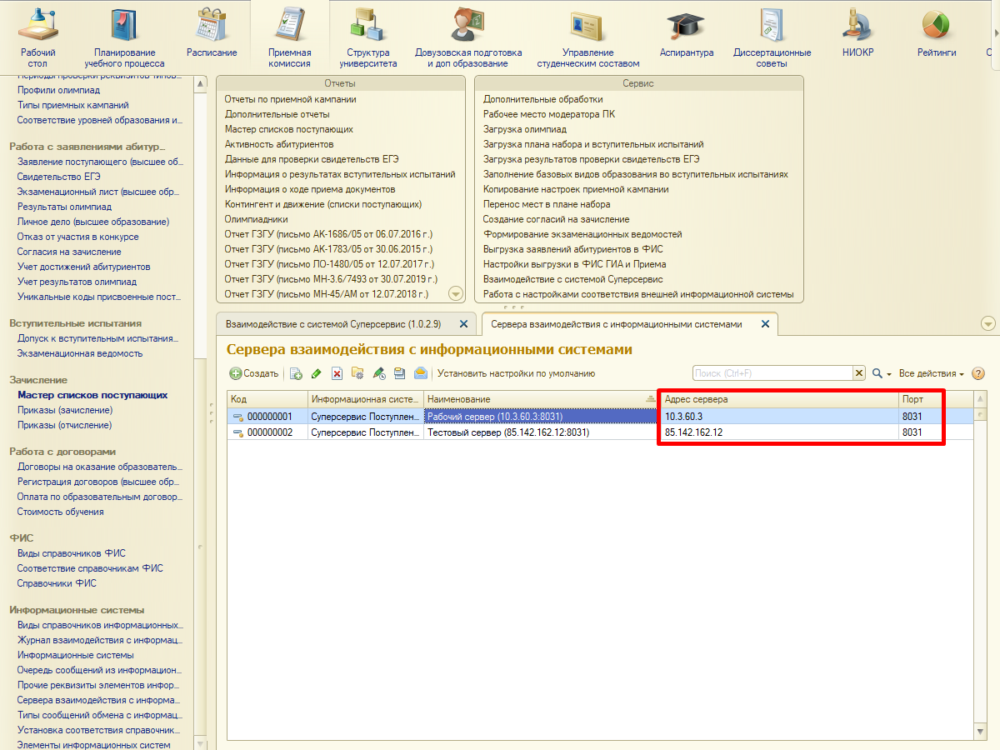 Рабочий стол
Планирование учебного процесса
Расписание
Приемная комиссия
Структура университета
Довузовская подготовка и доп образование
Управление студенческим составом
Аспирантура
Диссертационные советы
НИОКР
Рейтинги
Периоды проверки реквизитов типов...
Профили олимпиад
Типы приемных кампаний
Соответствие уровней образования и...
Работа с заявлениями абитур...
Заявление поступающего (высшее об...
Свидетельство ЕГЭ
Экзаменационный лист (высшее обр...
Результаты олимпиад
Личное дело (высшее образование)
Отказ от участия в конкурсе
Согласия на зачисление
Учет достижений абитуриентов
Учет результатов олимпиад
Уникальные коды присвоенные пост...
Вступительные испытания
Допуск к вступительным испытания...
Экзаменационная ведомость
Зачисление
Мастер списков поступающих
Приказы (зачисление)
Приказы (отчисление)
Работа с договорами
Договоры на оказание образователь...
Регистрация договоров (высшее обр...
Оплата по образовательным договор...
Стоимость обучения
ФИС
Виды справочников ФИС
Соответствие справочникам ФИС
Справочники ФИС
Информационные системы
Виды справочников информационных...
Журнал взаимодействия с информац...
Информационные системы
Очередь сообщений из информацион...
Прочие реквизиты элементов инфор...
Сервера взаимодействия с информа...
Типы сообщений обмена с информац...
Установка соответствия справочник...
Элементы информационных систем
Отчеты
Отчеты по приемной кампании
Дополнительные отчеты
Мастер списков поступающих
Активность абитуриентов
Данные для проверки свидетельств ЕГЭ
Информация о результатах вступительных испытаний
Информация о ходе приема документов
Контингент и движение (списки поступающих)
Олимпиадники
Отчет ГЗГУ (письмо АК-1686/05 от 06.07.2016 г.)
Отчет ГЗГУ (письмо АК-1783/05 от 30.06.2015 г.)
Отчет ГЗГУ (письмо ЛО-1480/05 от 12.07.2017 г.)
Отчет ГЗГУ (письмо МН-3.6/7493 от 30.07.2019 г.)
Отчет ГЗГУ (письмо МН-45/АМ от 12.07.2018 г.)
Сервис
Дополнительные обработки
Рабочее место модератора ПК
Загрузка олимпиад
Загрузка плана набора и вступительных испытаний
Загрузка результатов проверки свидетельств ЕГЭ
Заполнение базовых видов образования во вступительных испытаниях
Копирование настроек приемной кампании
Перенос мест в плане набора
Создание согласий на зачисление
Формирование экзаменационных ведомостей
Выгрузка заявлений абитуриентов в ФИС
Настройки выгрузки в ФИС ГИА и Приема
Взаимодействие с системой Суперсервис
Работа с настройками соответствия внешней информационной системы
Взаимодействие с системой Суперсервис (1.0.2.9)
Сервера взаимодействия с информационными системами
Сервера взаимодействия с информационными системами
Создать
Установить настройки по умолчанию
Поиск (Ctrl+F)
Все действия
Код Информационная систе... Наименование Адрес сервера Порт
000000001 Суперсервис Поступлен... Рабочий сервер (10.3.60.3:8031) 10.3.60.3 8031
000000002 Суперсервис Поступлен... Тестовый сервер (85.142.162.12:8031) 85.142.162.12 8031